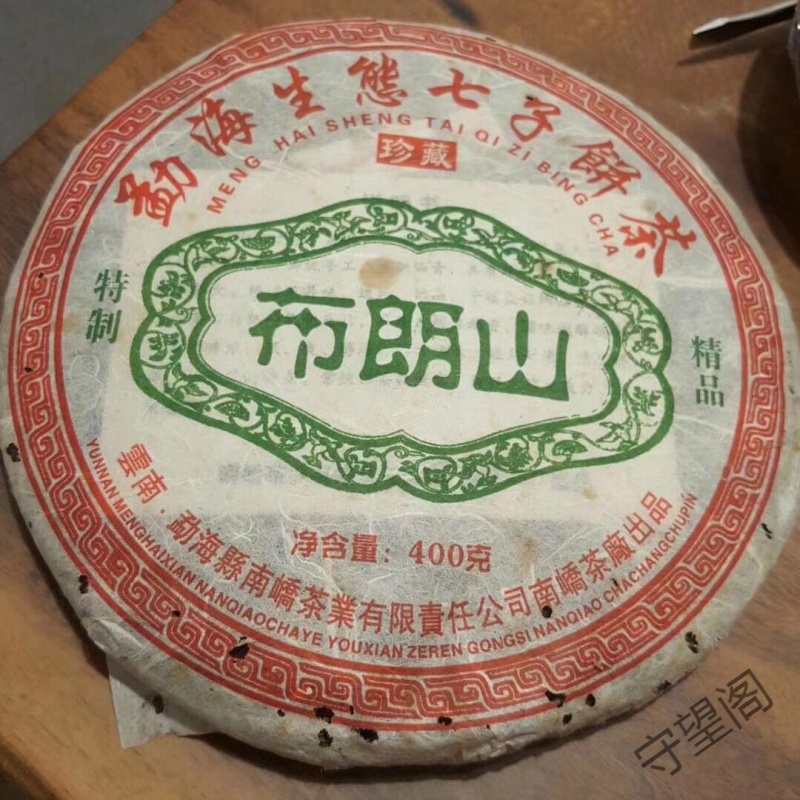 勐海生態七子餅茶
MENG HAI SHENG TAI QI ZI BING CHA
珍藏
特制
布朗山
精品
净含量：400克
雲南．勐海縣南嶠茶業有限責任公司南嶠茶廠出品
YUNNAN MENGHAIXIAN NANQIAOCHAYE YOUXIAN ZEREN GONGSI NANQIAO CHACHANGCHUPIN
守望阁